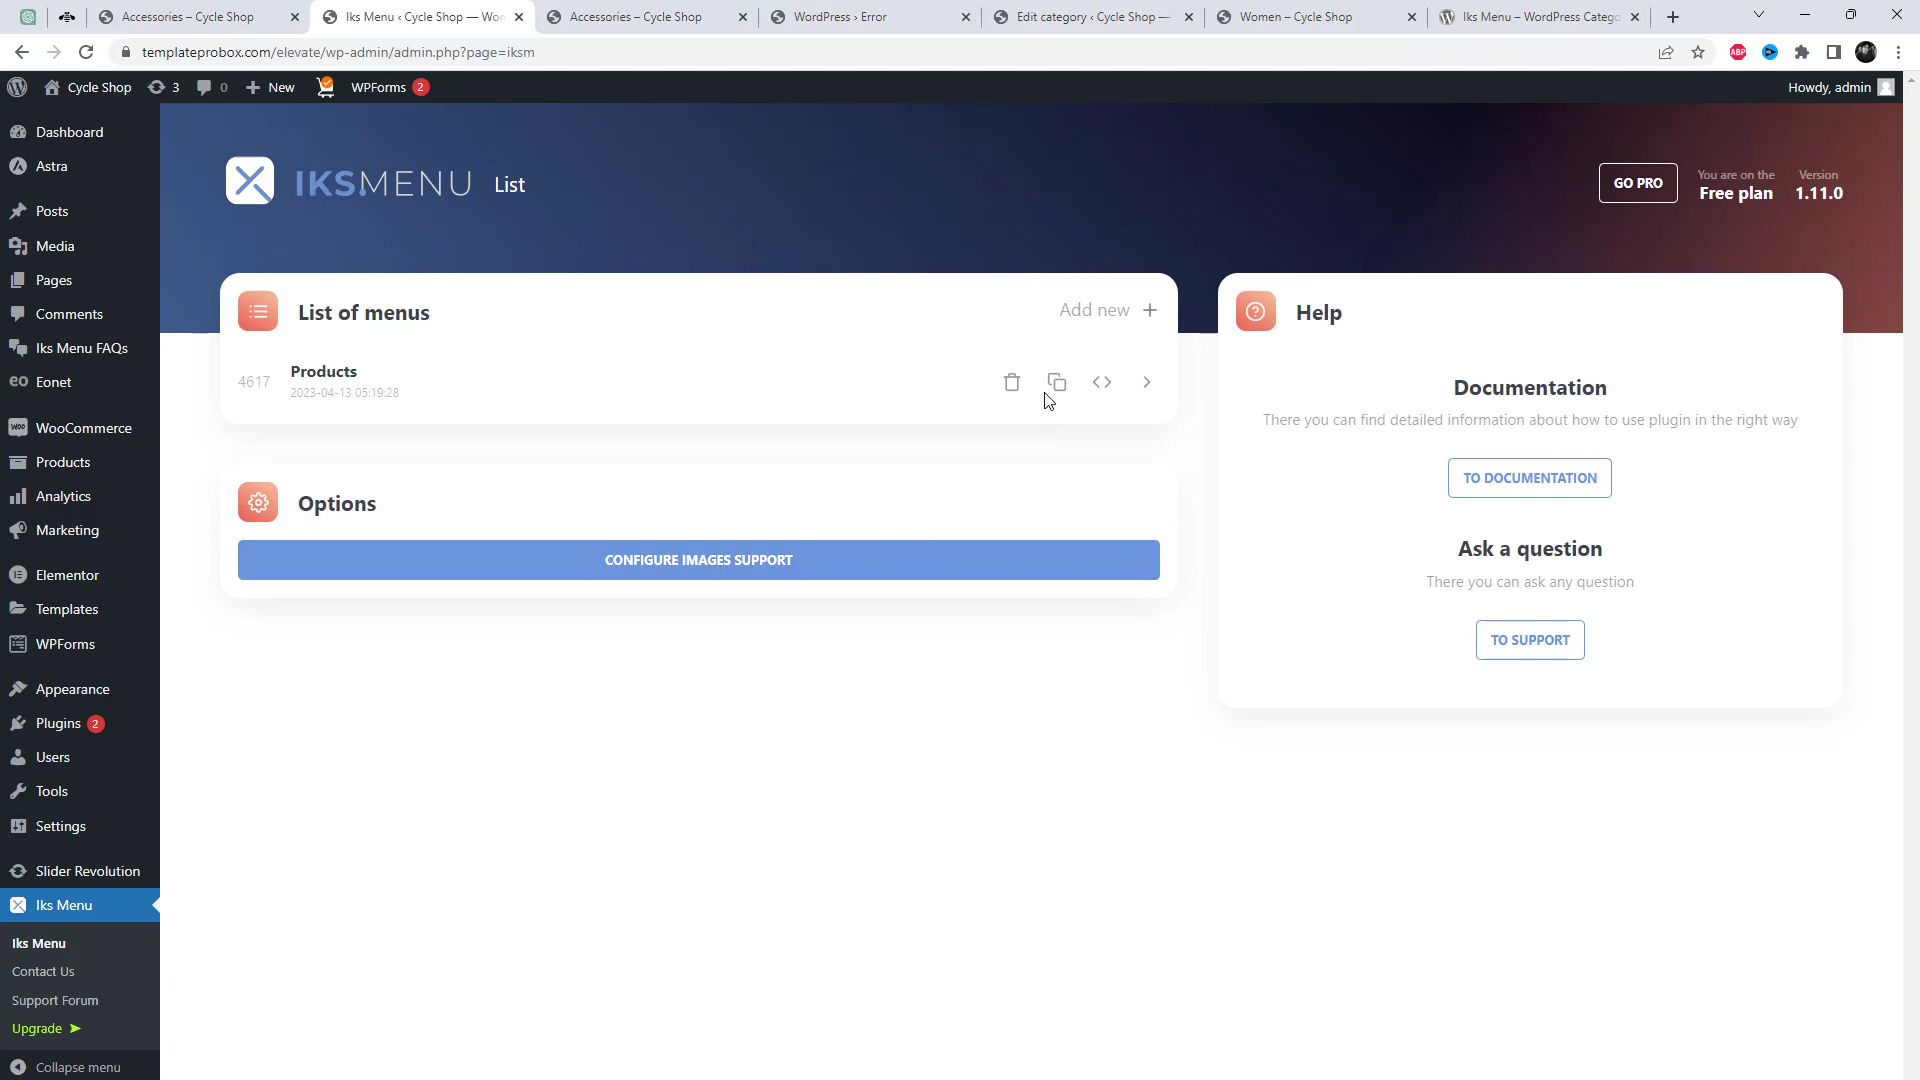 Accessories – Cycle Shop
Iks Menu ‹ Cycle Shop — Wor
Accessories – Cycle Shop
WordPress › Error
Edit category ‹ Cycle Shop —
Women – Cycle Shop
Iks Menu – WordPress Catego
templateprobox.com/elevate/wp-admin/admin.php?page=iksm
ABP
Cycle Shop
3
0
New
WPForms 2
Howdy, admin
Dashboard
Astra
Posts
Media
Pages
Comments
Iks Menu FAQs
Eonet
WooCommerce
Products
Analytics
Marketing
Elementor
Templates
WPForms
Appearance
Plugins 2
Users
Tools
Settings
Slider Revolution
Iks Menu
Iks Menu
Contact Us
Support Forum
Upgrade ➤
Collapse menu
IKS.MENU List
GO PRO
You are on the
Free plan
Version
1.11.0
List of menus
Add new +
4617
Products
2023-04-13 05:19:28
Options
CONFIGURE IMAGES SUPPORT
Help
Documentation
There you can find detailed information about how to use plugin in the right way
TO DOCUMENTATION
Ask a question
There you can ask any question
TO SUPPORT